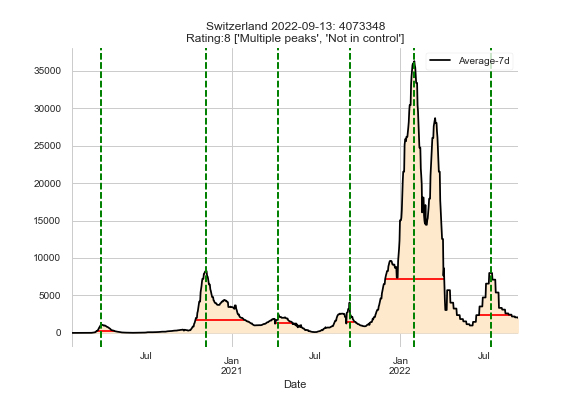 Switzerland 2022-09-13: 4073348
Rating:8 ['Multiple peaks', 'Not in control']
Average-7d
35000
30000
25000
20000
15000
10000
5000
0
Jul
Jan
2021
Jul
Jan
2022
Jul
Date